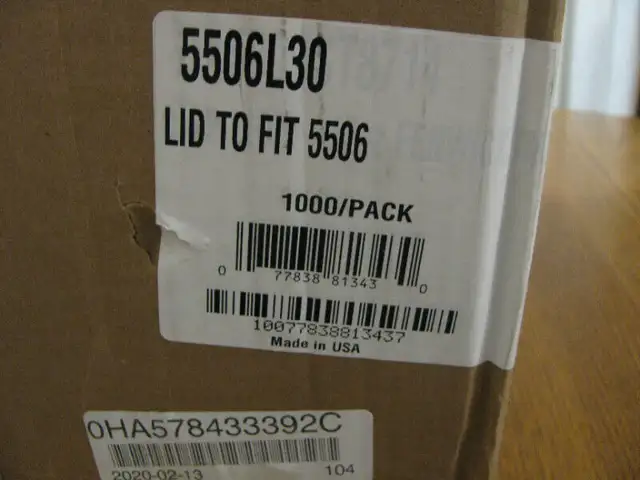 5506L30
LID TO FIT 5506
1000/PACK
0 77838 81343 0
10077838813437
Made in USA
0HA578433392C
2020-02-13 104